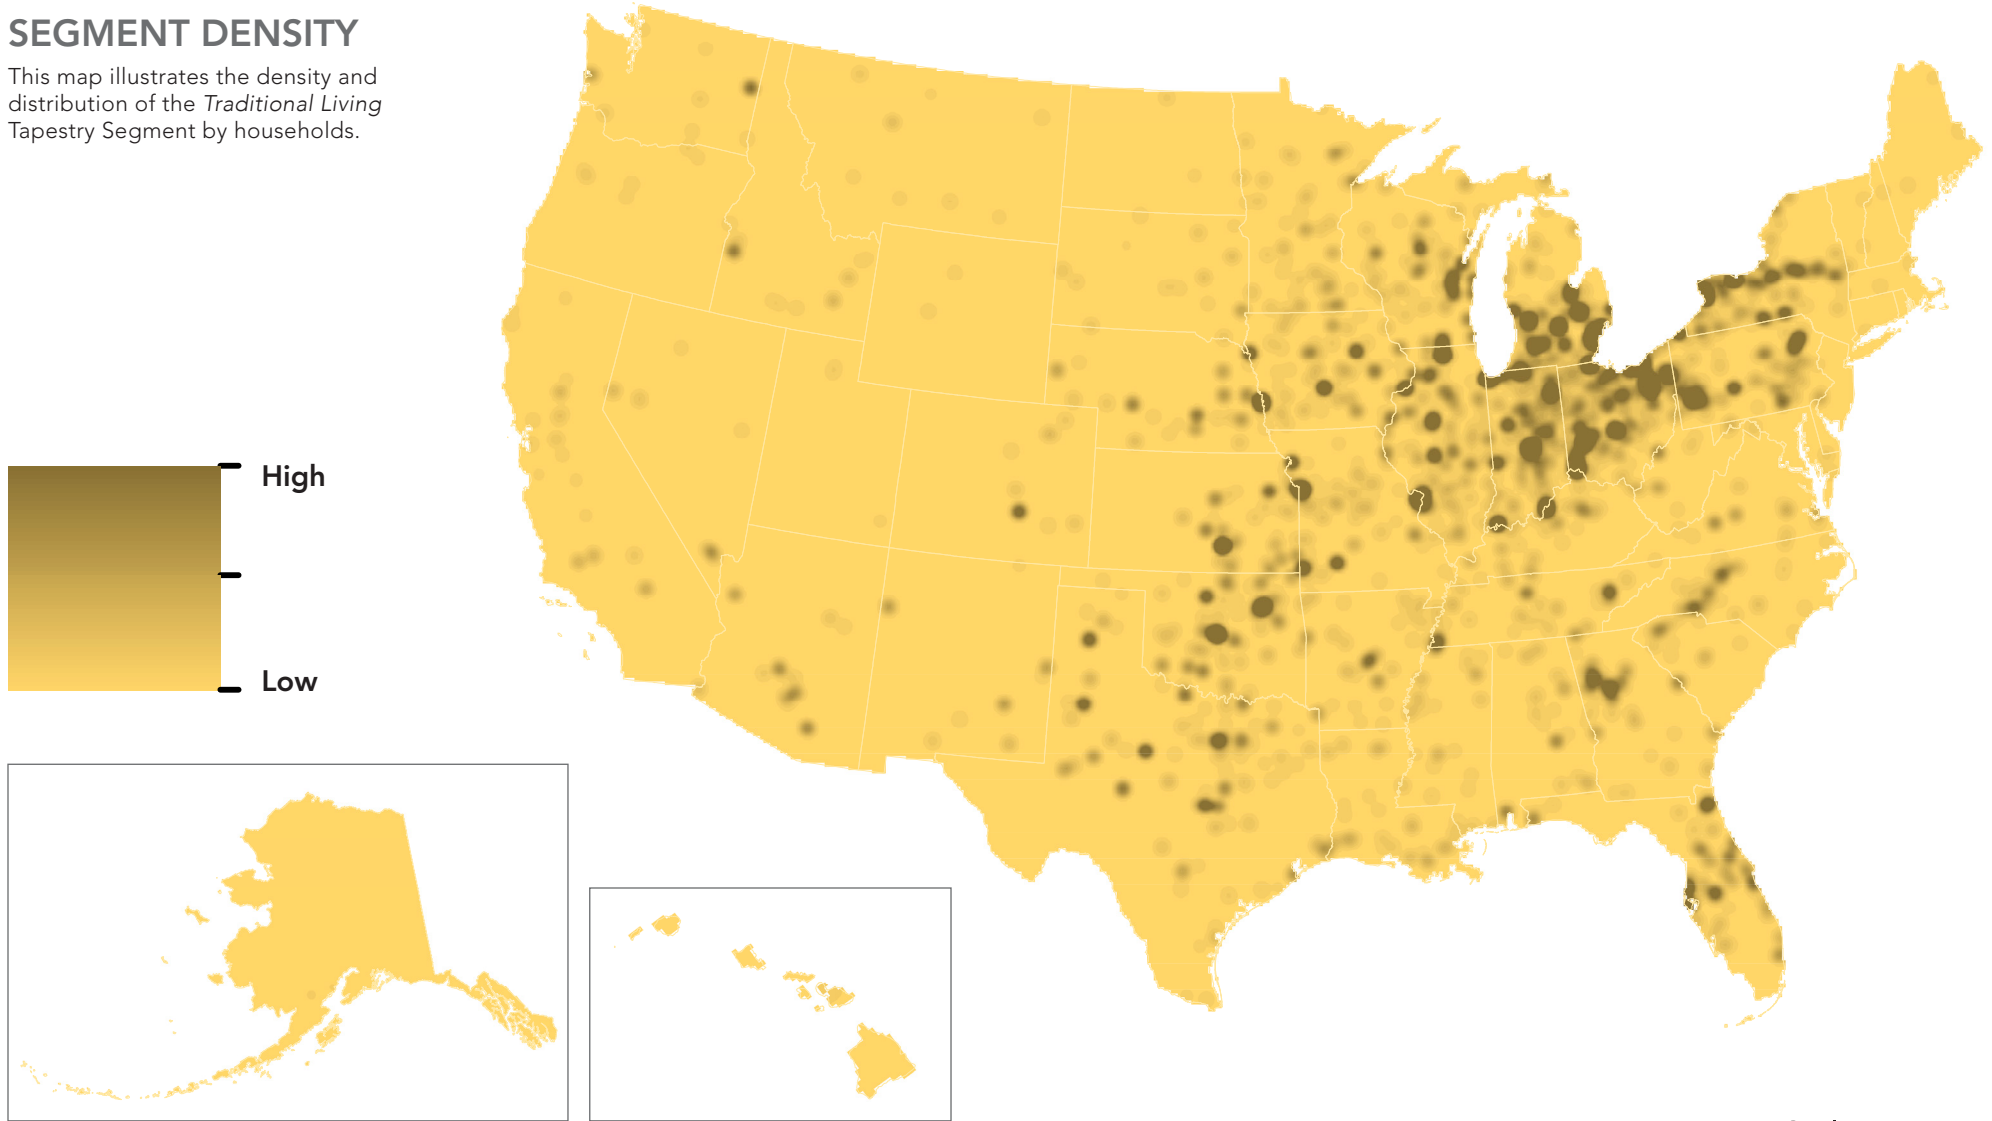 SEGMENT DENSITY
This map illustrates the density and
distribution of the Traditional Living
Tapestry Segment by households.
High
Low